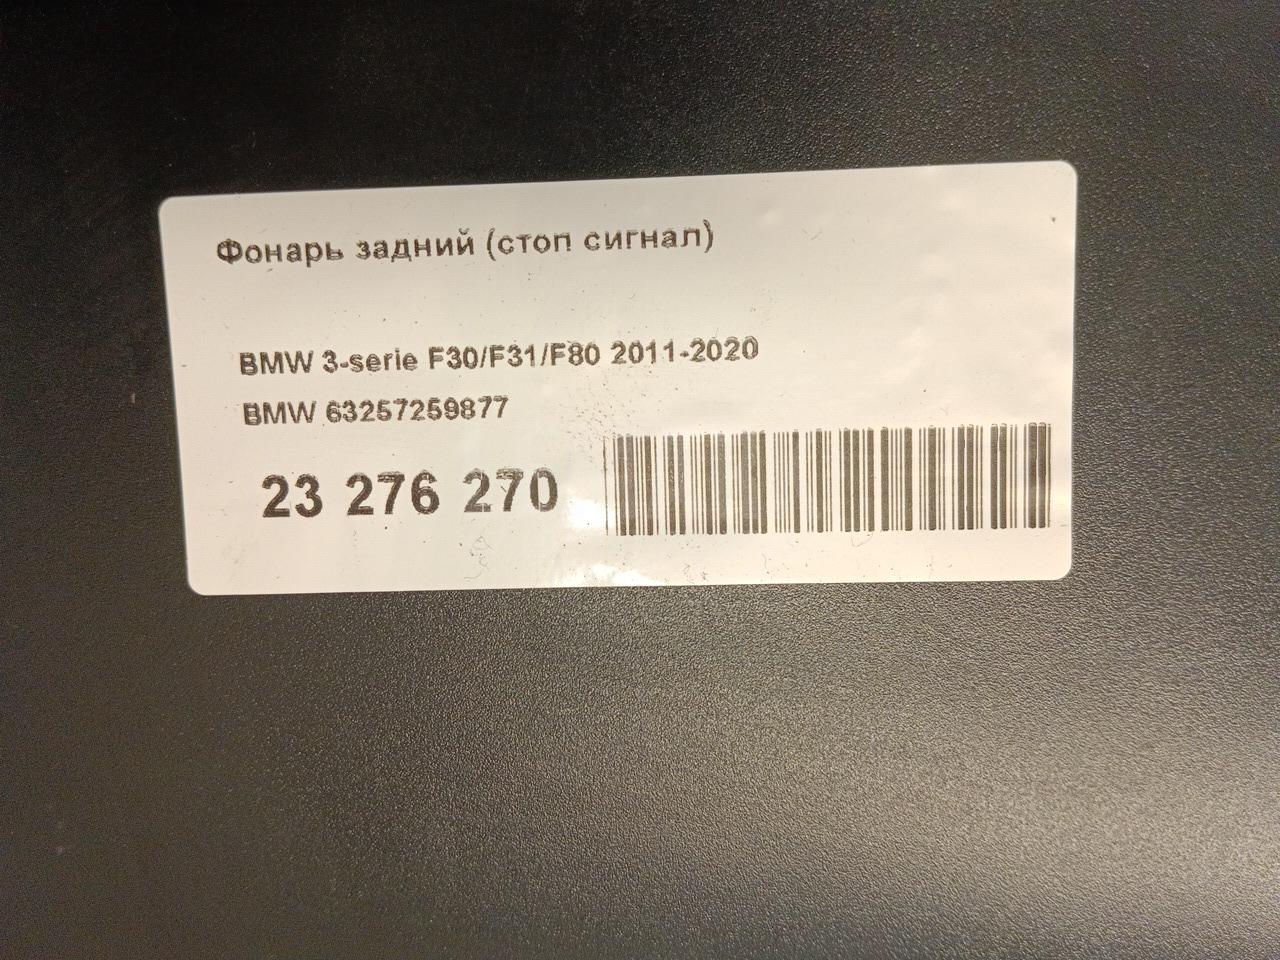 Фонарь задний (стоп сигнал)
BMW 3-serie F30/F31/F80 2011-2020
BMW 63257259877
23 276 270